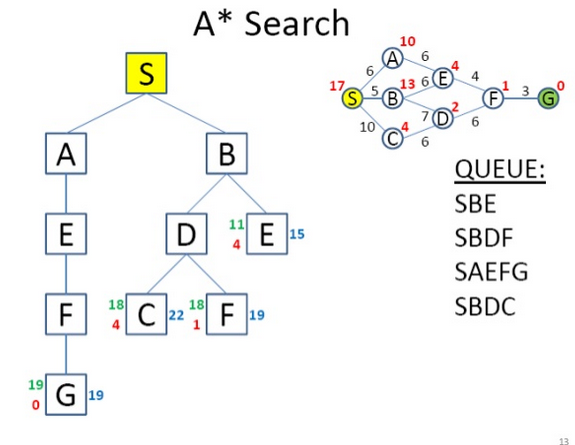 A* Search
S
A
B
E
D
11
4
E
15
F
18
4
C
22
18
1
F
19
19
0
G
19
10
A
6
4
E
4
17
S
6
5
13
B
6
1
F
3
0
G
10
4
C
7
2
D
6
6
QUEUE:
SBE
SBDF
SAEFG
SBDC
13